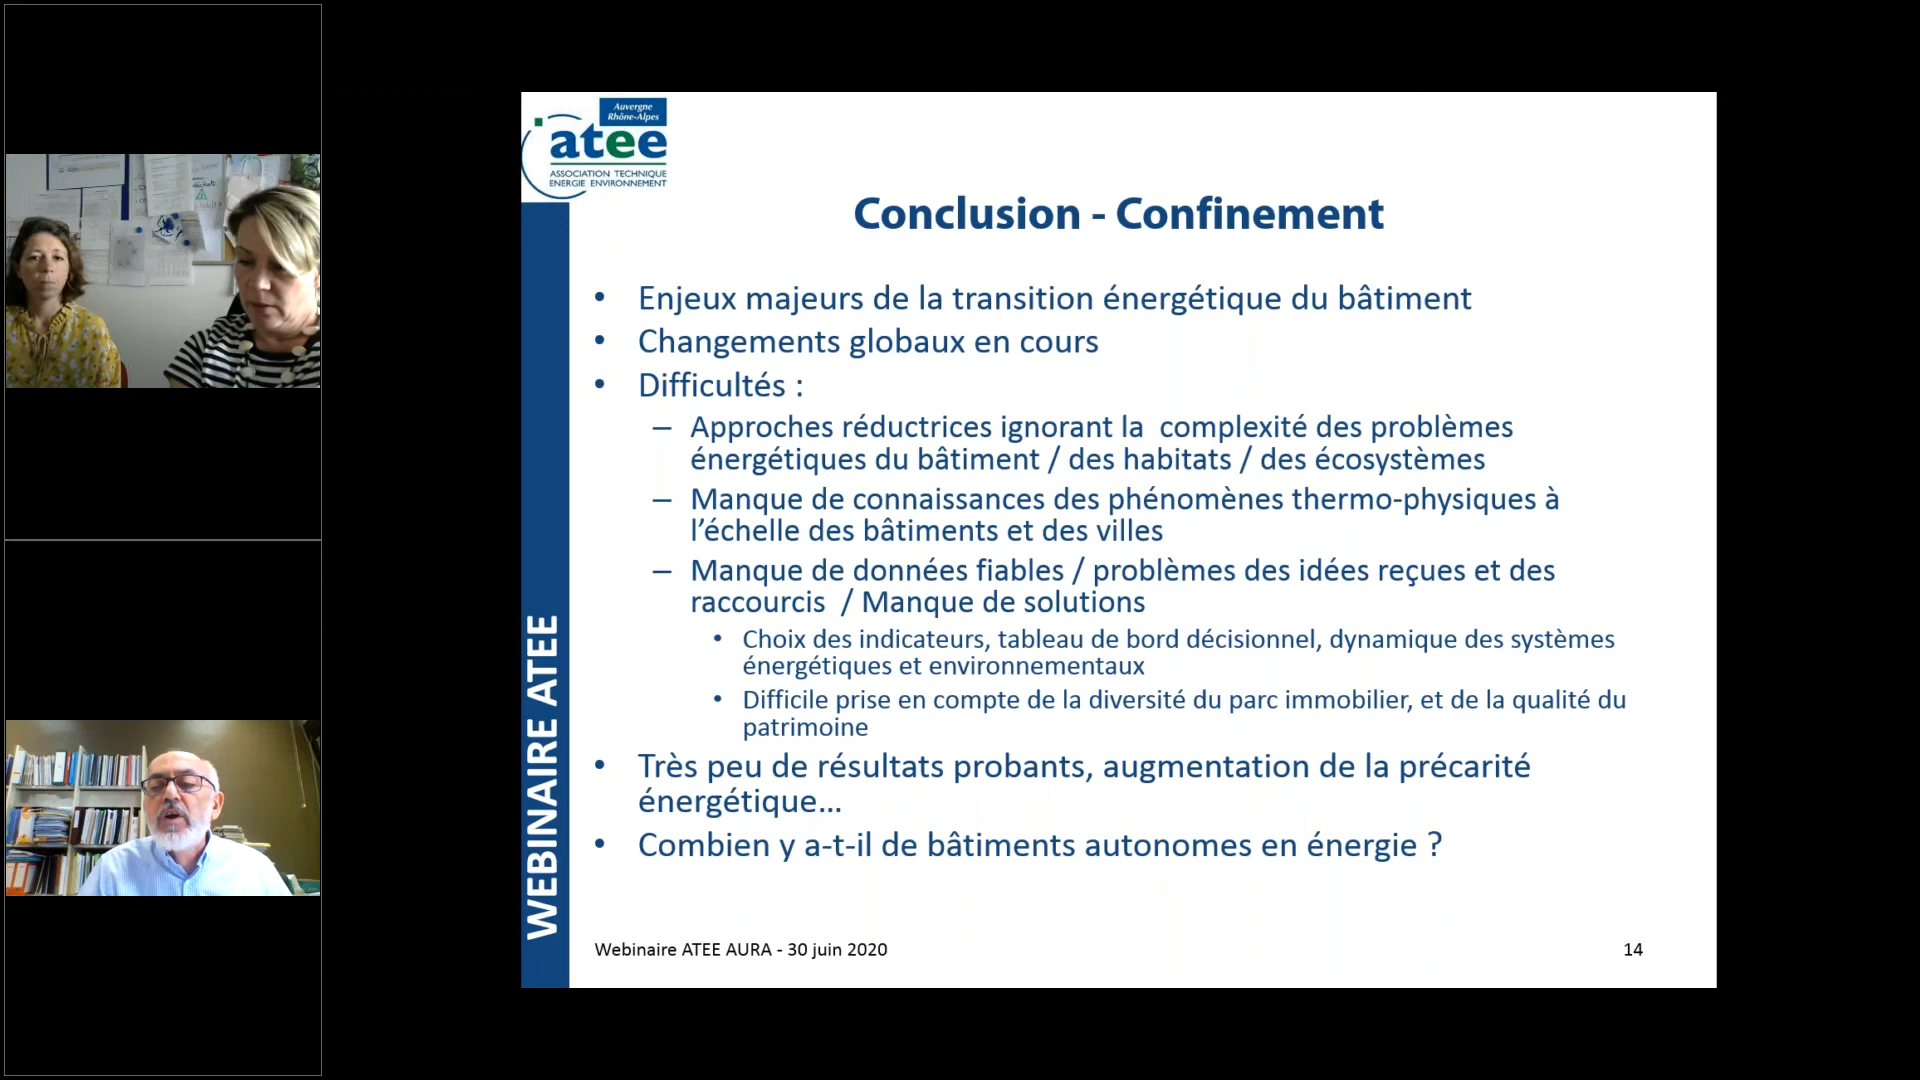 Auvergne
Rhône-Alpes
atee
ASSOCIATION TECHNIQUE
ENERGIE ENVIRONNEMENT
Conclusion - Confinement
• Enjeux majeurs de la transition énergétique du bâtiment
• Changements globaux en cours
• Difficultés :
– Approches réductrices ignorant la  complexité des problèmes
énergétiques du bâtiment / des habitats / des écosystèmes
– Manque de connaissances des phénomènes thermo-physiques à
l’échelle des bâtiments et des villes
– Manque de données fiables / problèmes des idées reçues et des
raccourcis  / Manque de solutions
• Choix des indicateurs, tableau de bord décisionnel, dynamique des systèmes
énergétiques et environnementaux
• Difficile prise en compte de la diversité du parc immobilier, et de la qualité du
patrimoine
• Très peu de résultats probants, augmentation de la précarité
énergétique…
• Combien y a-t-il de bâtiments autonomes en énergie ?
WEBINAIRE ATEE
Webinaire ATEE AURA - 30 juin 2020
14